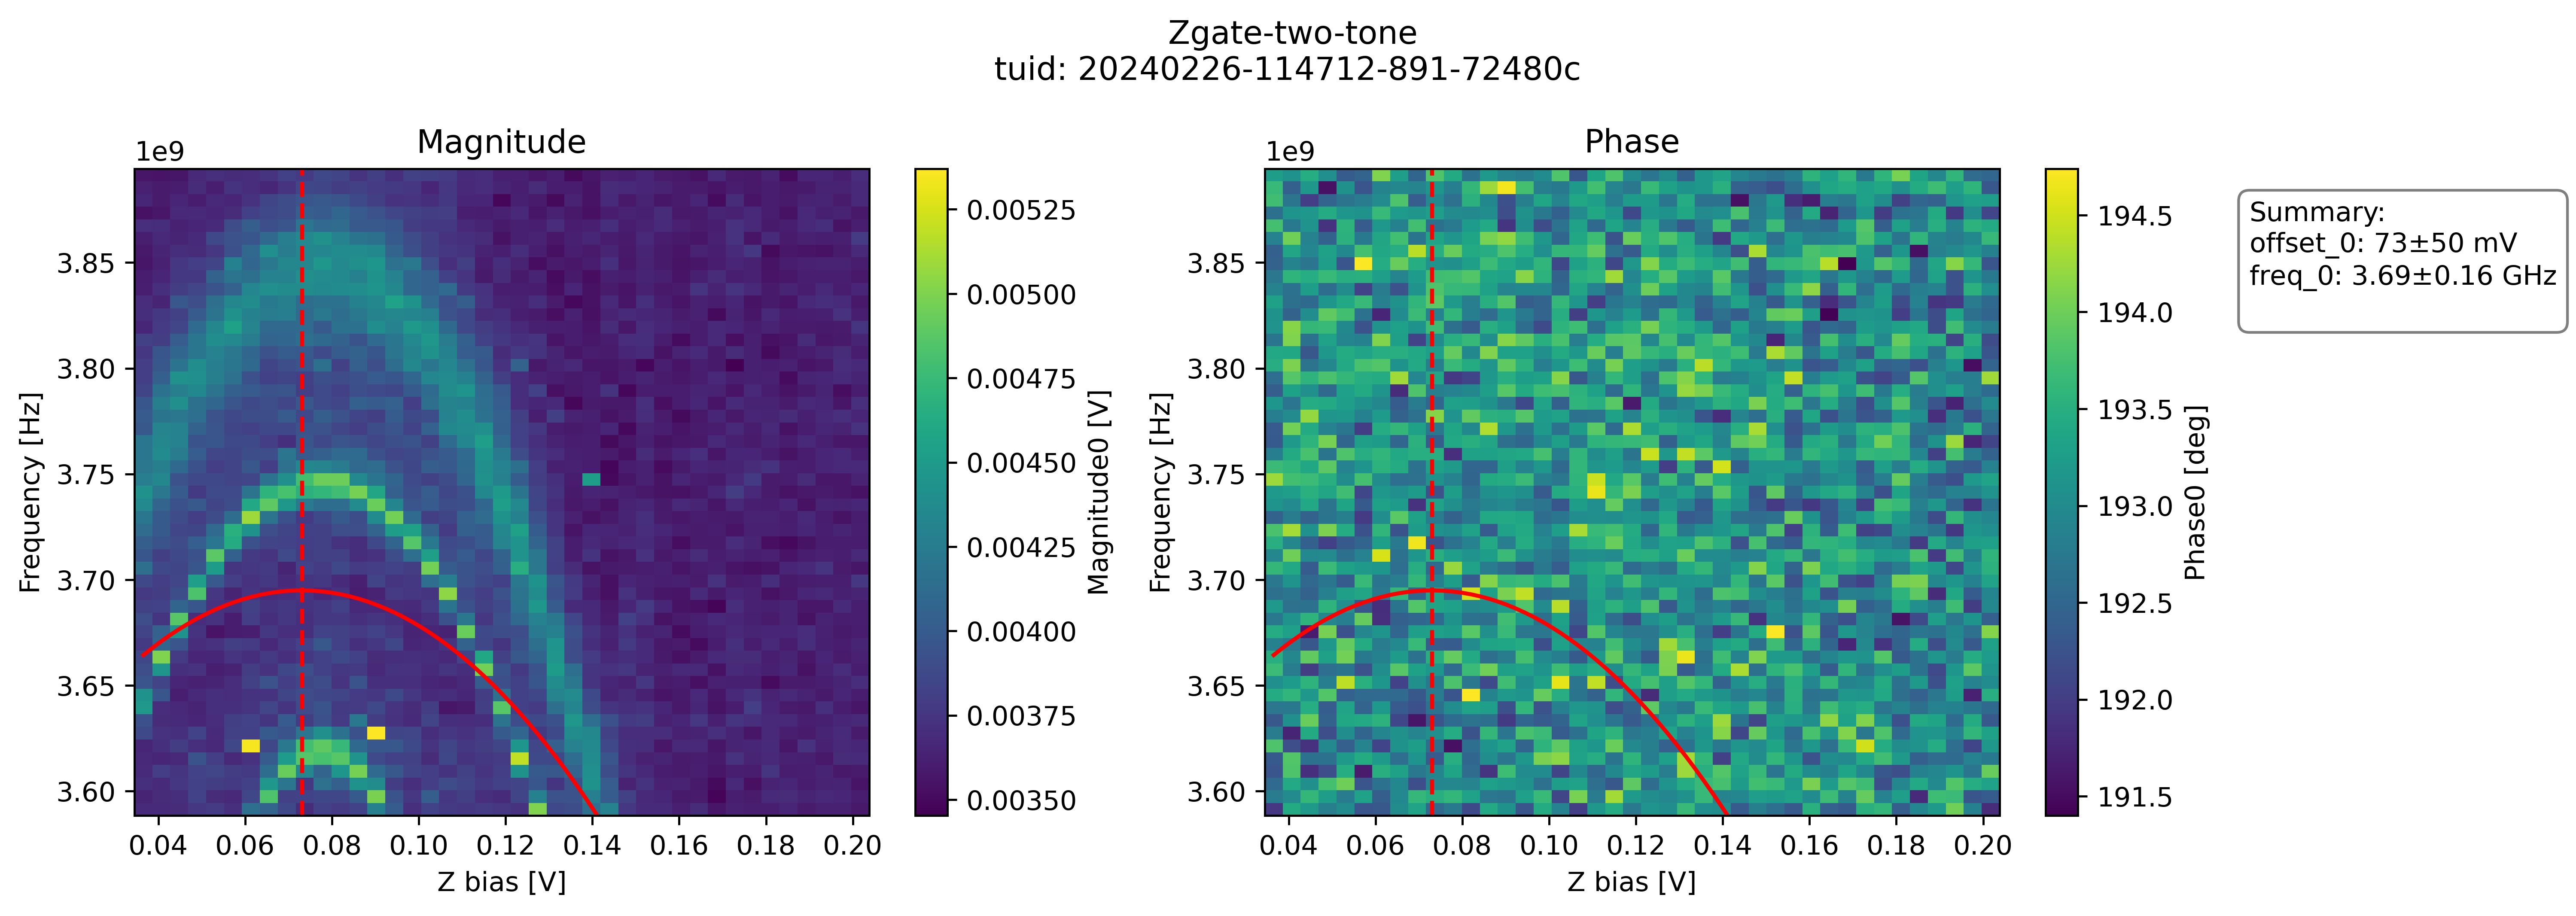 Zgate-two-tone
tuid: 20240226-114712-891-72480c
Magnitude
1e9
3.85
3.80
3.75
3.70
3.65
3.60
Frequency [Hz]
0.04 0.06 0.08 0.10 0.12 0.14 0.16 0.18 0.20
Z bias [V]
0.00525
0.00500
0.00475
0.00450
0.00425
0.00400
0.00375
0.00350
Magnitude0 [V]
Phase
1e9
3.85
3.80
3.75
3.70
3.65
3.60
Frequency [Hz]
0.04 0.06 0.08 0.10 0.12 0.14 0.16 0.18 0.20
Z bias [V]
194.5
194.0
193.5
193.0
192.5
192.0
191.5
Phase0 [deg]
Summary:
offset_0: 73±50 mV
freq_0: 3.69±0.16 GHz